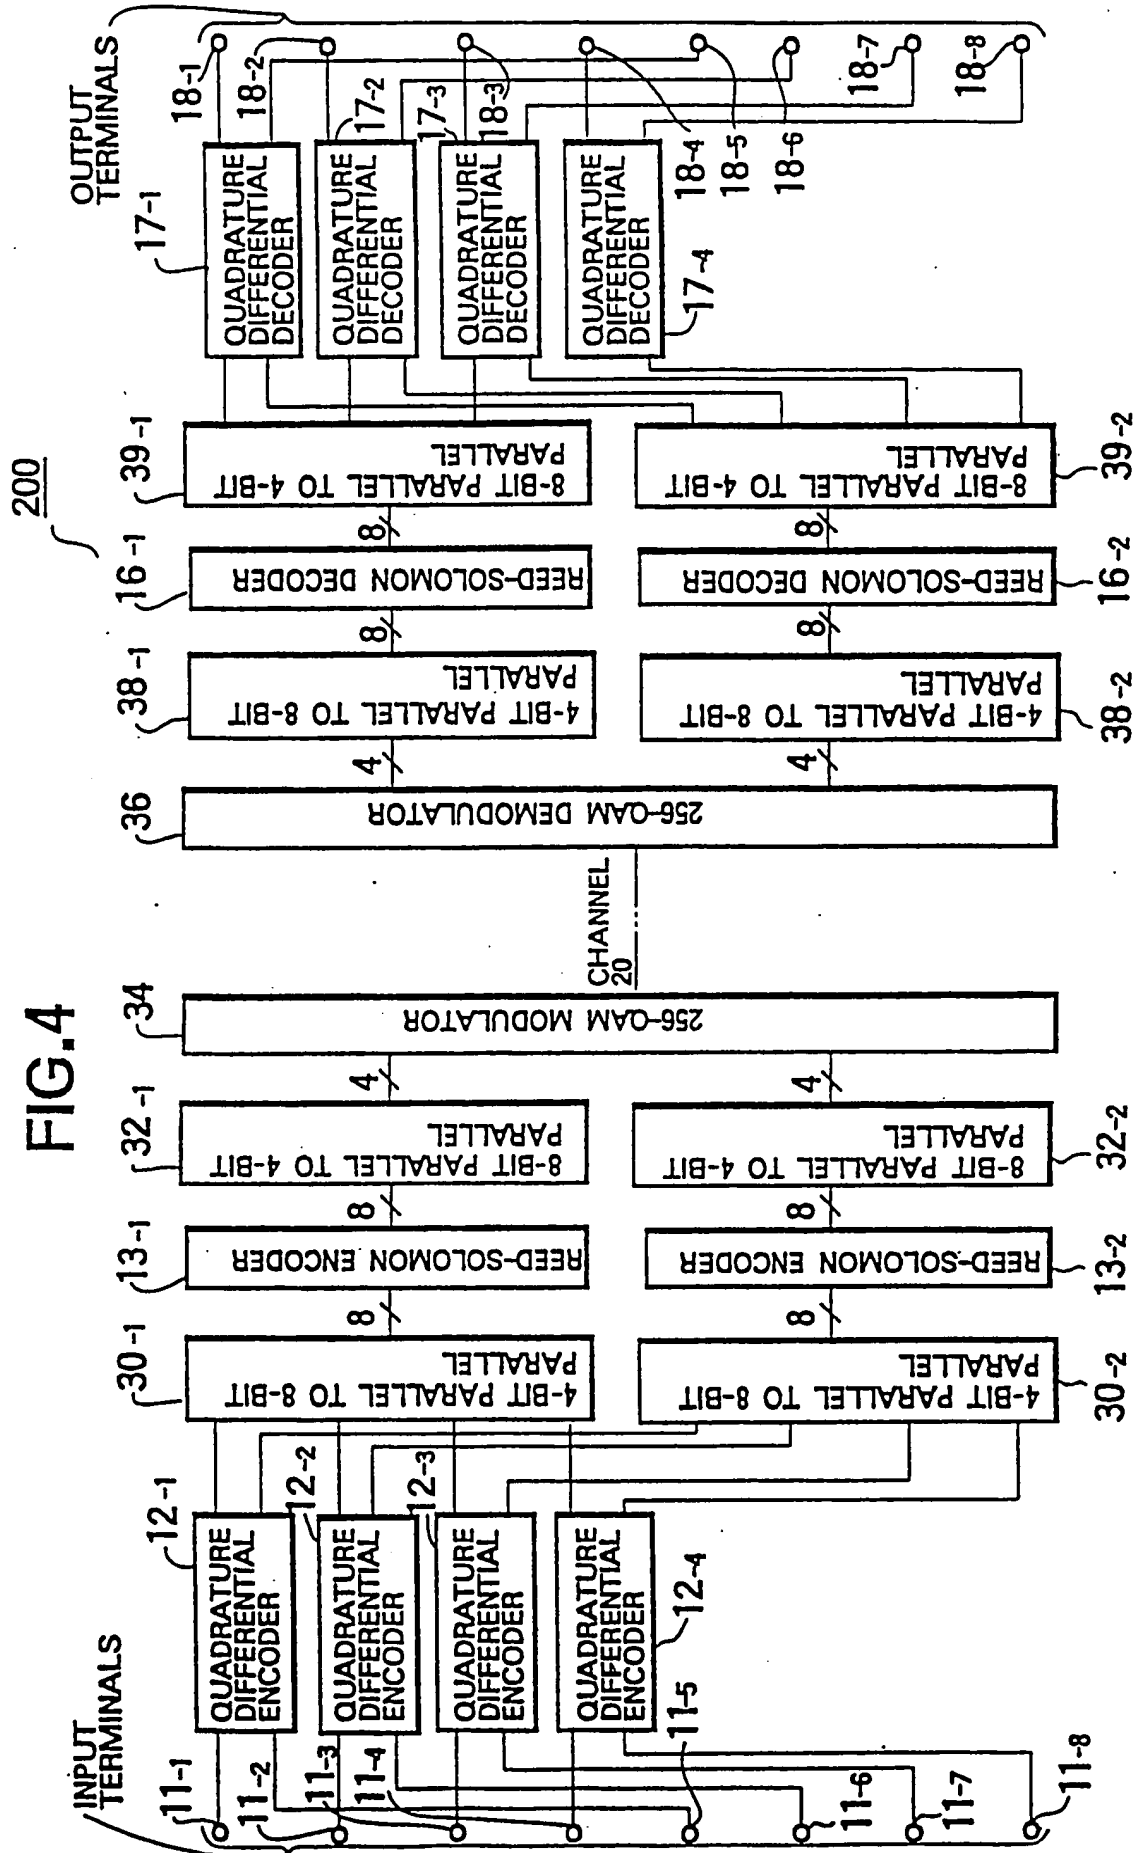 FIG.4
200
INPUT
TERMINALS
11-1
11-2
11-3
11-4
11-5
11-6
11-7
11-8
12-1
QUADRATURE
DIFFERENTIAL
ENCODER
12-2
QUADRATURE
DIFFERENTIAL
ENCODER
12-3
QUADRATURE
DIFFERENTIAL
ENCODER
QUADRATURE
DIFFERENTIAL
ENCODER
12-4
30-1
4-BIT PARALLEL TO 8-BIT
PARALLEL
4-BIT PARALLEL TO 8-BIT
PARALLEL
30-2
8
8
13-1
REED-SOLOMON ENCODER
REED-SOLOMON ENCODER
13-2
8
8
32-1
8-BIT PARALLEL TO 4-BIT
PARALLEL
8-BIT PARALLEL TO 4-BIT
PARALLEL
32-2
4
4
34
256-QAM MODULATOR
CHANNEL
20
36
256-QAM DEMODULATOR
4
4
38-1
4-BIT PARALLEL TO 8-BIT
PARALLEL
4-BIT PARALLEL TO 8-BIT
PARALLEL
38-2
8
8
16-1
REED-SOLOMON DECODER
REED-SOLOMON DECODER
16-2
8
8
39-1
8-BIT PARALLEL TO 4-BIT
PARALLEL
8-BIT PARALLEL TO 4-BIT
PARALLEL
39-2
17-1
QUADRATURE
DIFFERENTIAL
DECODER
QUADRATURE
DIFFERENTIAL
DECODER
17-2
QUADRATURE
DIFFERENTIAL
DECODER
17-3
QUADRATURE
DIFFERENTIAL
DECODER
17-4
OUTPUT
TERMINALS
18-1
18-2
18-3
18-4
18-5
18-6
18-7
18-8